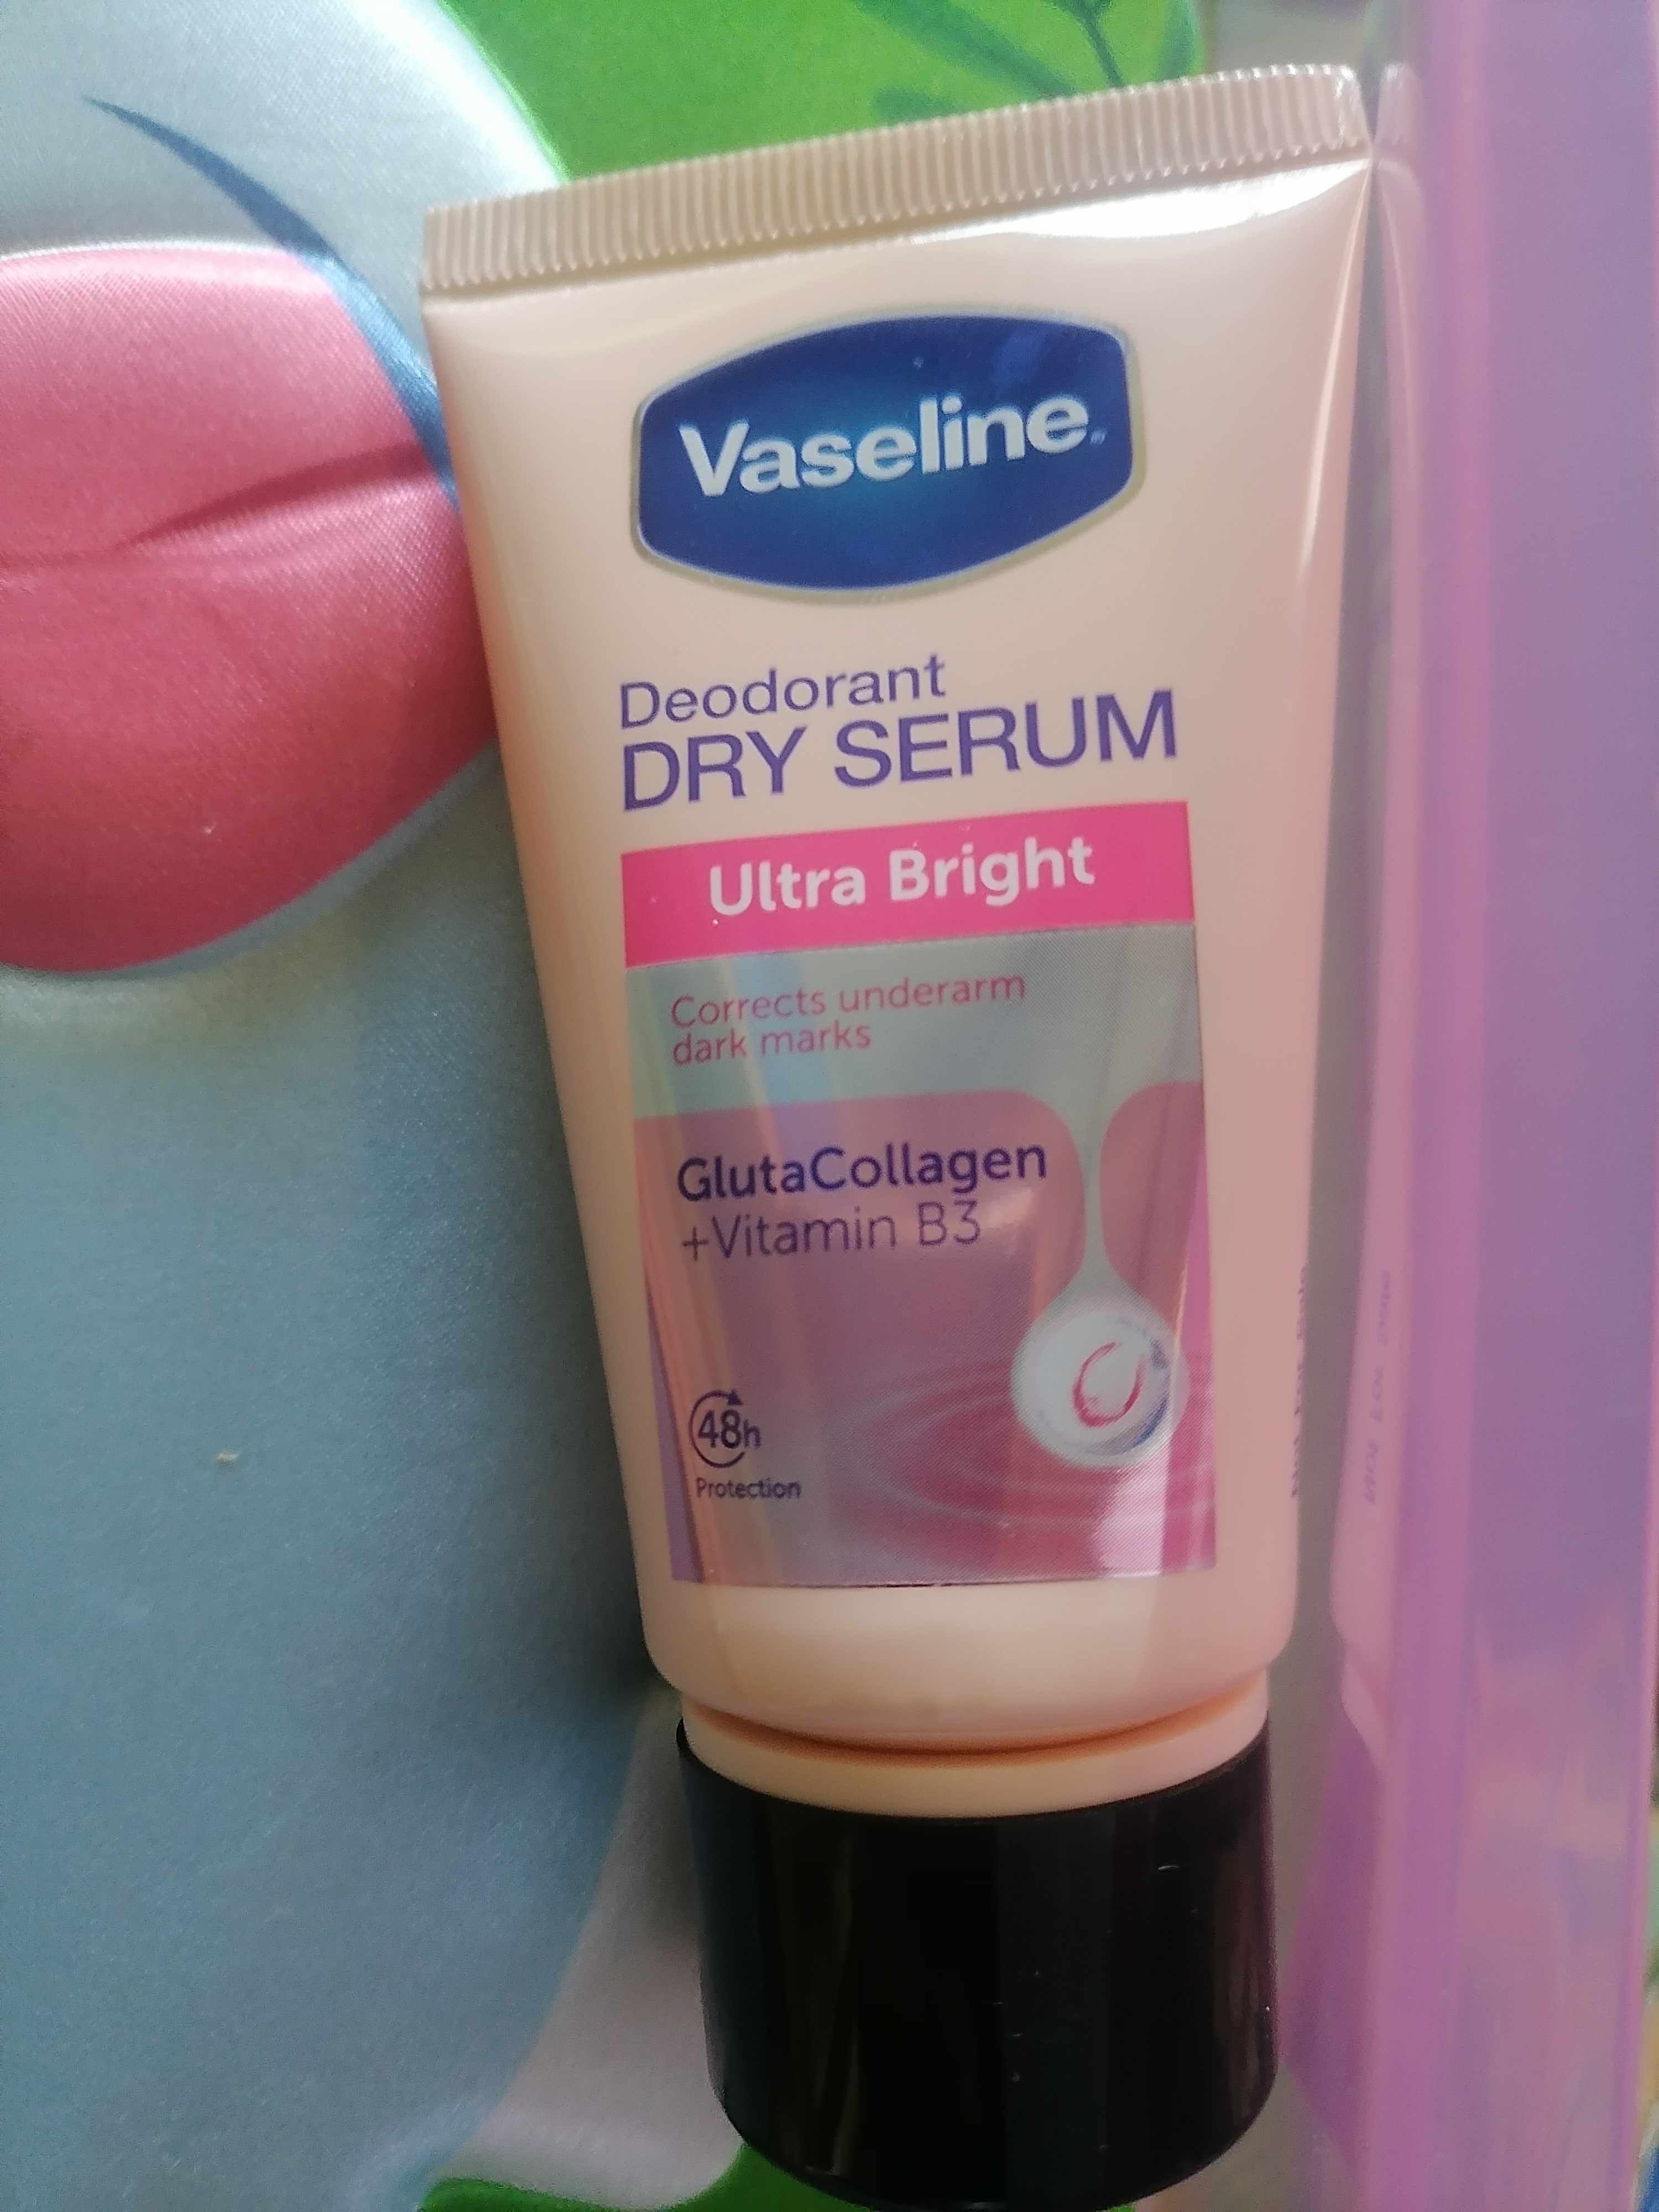 Vaseline
Deodorant
DRY SERUM
Ultra Bright
Corrects underarm
dark marks
GlutaCollagen
+Vitamin B3
48h
Protection